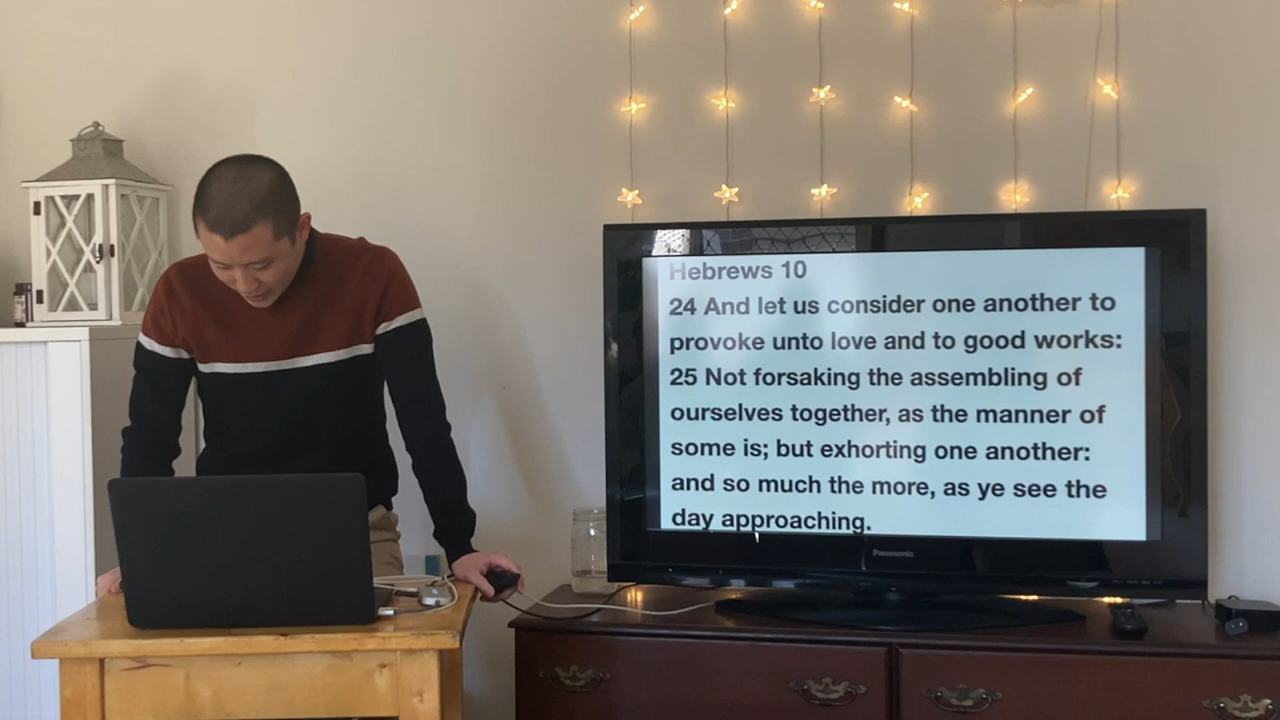 Hebrews 10
24 And let us consider one another to
provoke unto love and to good works:
25 Not forsaking the assembling of
ourselves together, as the manner of
some is; but exhorting one another:
and so much the more, as ye see the
day approaching.
Panasonic